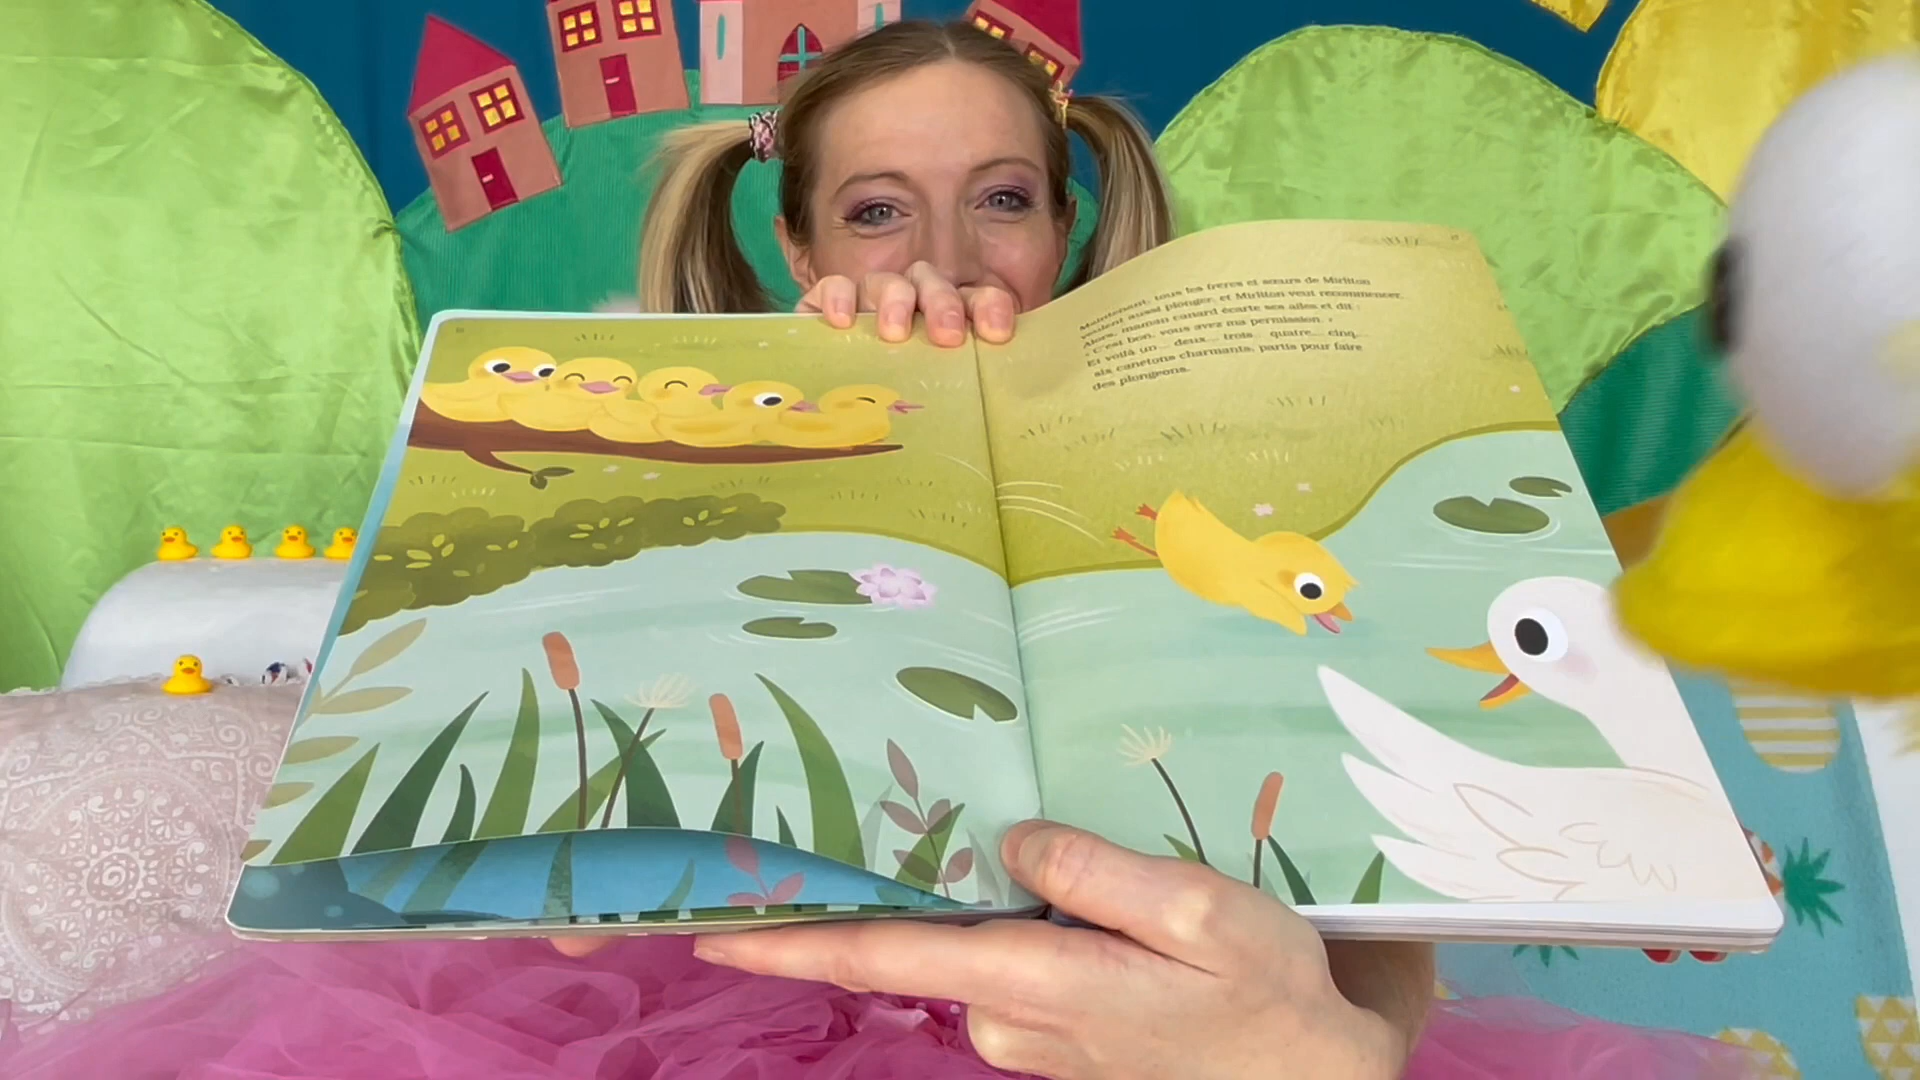 Maintenant, tous les frères et sœurs de Mirliton
veulent aussi plonger, et Mirliton veut recommencer.
Alors, maman canard écarte ses ailes et dit :
« C'est bon, vous avez ma permission. »
Et voilà un... deux... trois... quatre... cinq...
six canetons charmants, partis pour faire
des plongeons.